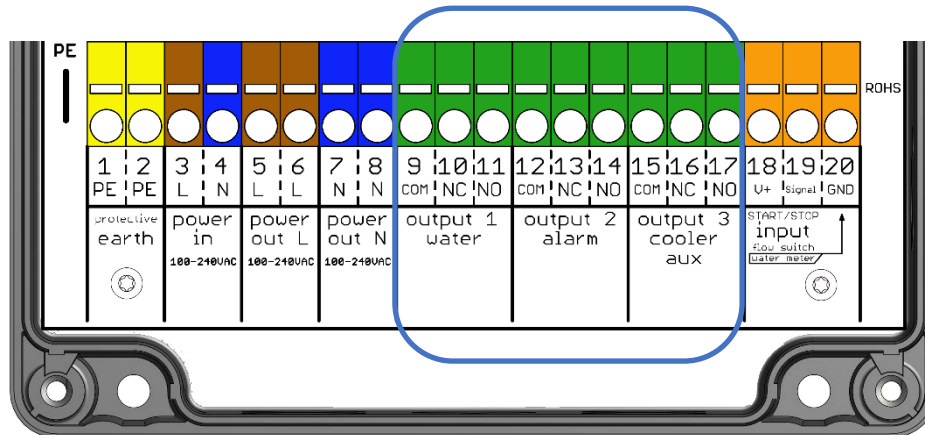 PE
ROHS
1 2 3 4 5 6 7 8 9 10 11 12 13 14 15 16 17 18 19 20
PE PE L N L L N N COM NC NO COM NC NO COM NC NO V+ Signal GND
protective
earth
power
in
100-240VAC
power
out L
100-240VAC
power
out N
100-240VAC
output 1
water
output 2
alarm
output 3
cooler
aux
START/STOP
input
flow switch
water meter